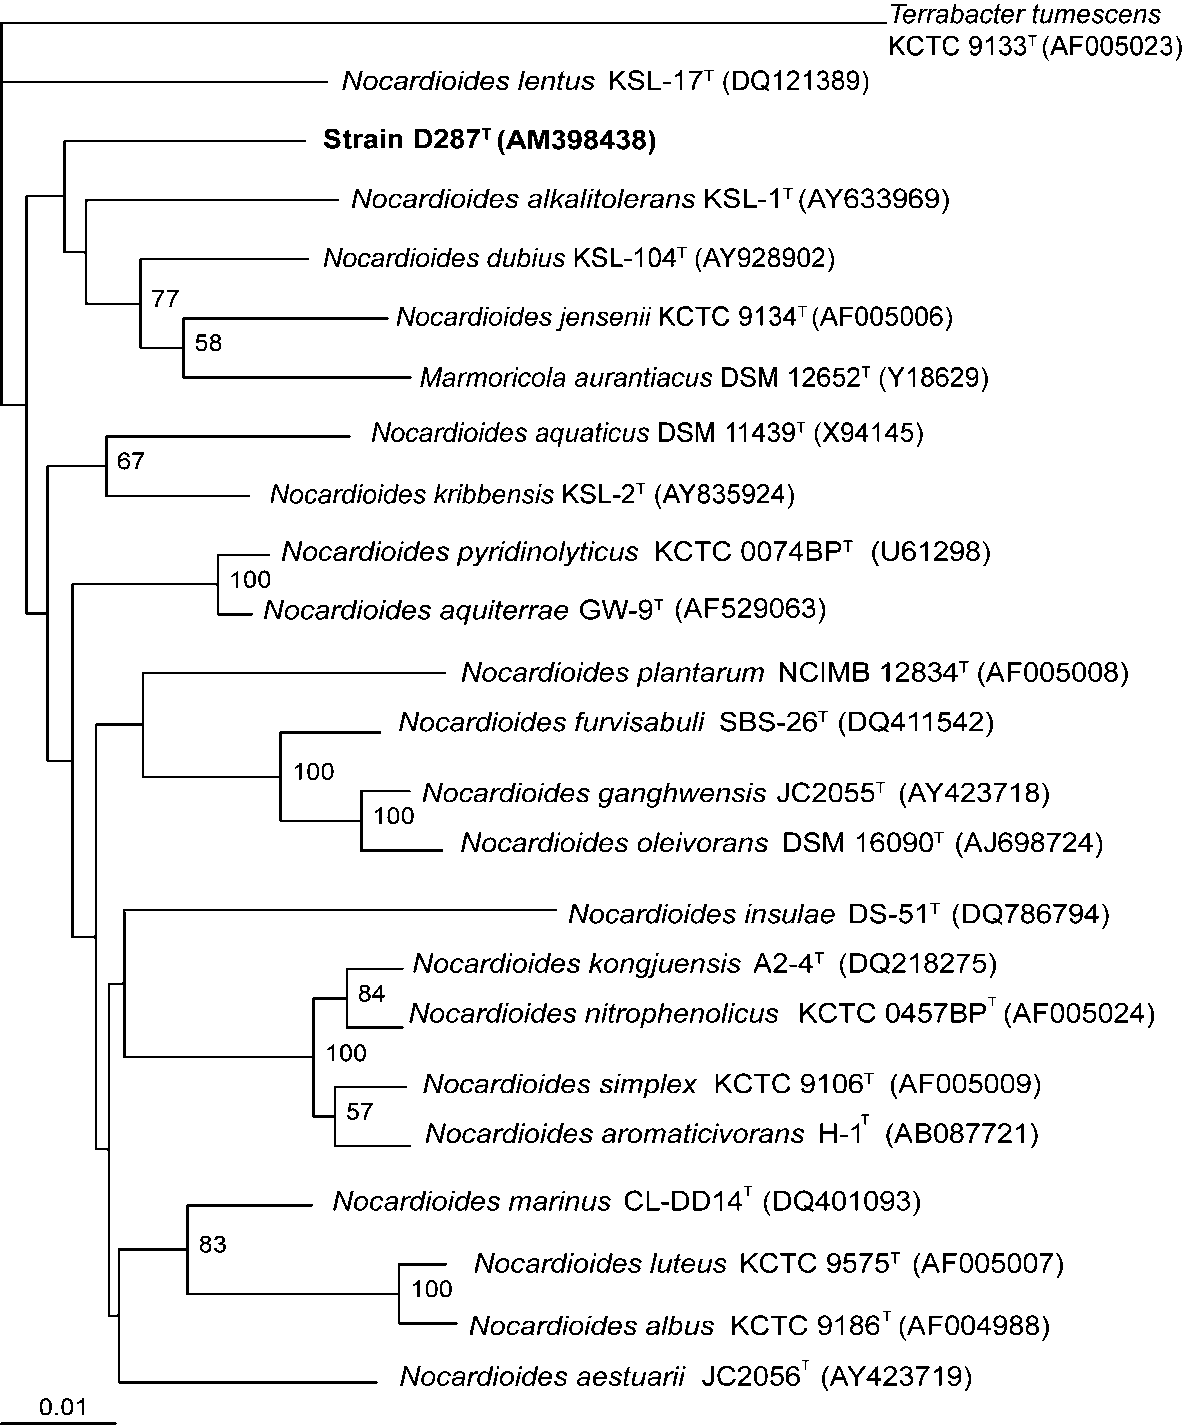 Terrabacter tumescens
KCTC 9133ᵀ (AF005023)
Nocardioides lentus KSL-17ᵀ (DQ121389)
Strain D287ᵀ (AM398438)
Nocardioides alkalitolerans KSL-1ᵀ (AY633969)
Nocardioides dubius KSL-104ᵀ (AY928902)
77
Nocardioides jensenii KCTC 9134ᵀ (AF005006)
58
Marmoricola aurantiacus DSM 12652ᵀ (Y18629)
Nocardioides aquaticus DSM 11439ᵀ (X94145)
67
Nocardioides kribbensis KSL-2ᵀ (AY835924)
Nocardioides pyridinolyticus KCTC 0074BPᵀ (U61298)
100
Nocardioides aquiterrae GW-9ᵀ (AF529063)
Nocardioides plantarum NCIMB 12834ᵀ (AF005008)
Nocardioides furvisabuli SBS-26ᵀ (DQ411542)
100
Nocardioides ganghwensis JC2055ᵀ (AY423718)
100
Nocardioides oleivorans DSM 16090ᵀ (AJ698724)
Nocardioides insulae DS-51ᵀ (DQ786794)
Nocardioides kongjuensis A2-4ᵀ (DQ218275)
84
Nocardioides nitrophenolicus KCTC 0457BPᵀ (AF005024)
100
Nocardioides simplex KCTC 9106ᵀ (AF005009)
57
Nocardioides aromaticivorans H-1ᵀ (AB087721)
Nocardioides marinus CL-DD14ᵀ (DQ401093)
83
Nocardioides luteus KCTC 9575ᵀ (AF005007)
100
Nocardioides albus KCTC 9186ᵀ (AF004988)
Nocardioides aestuarii JC2056ᵀ (AY423719)
0.01